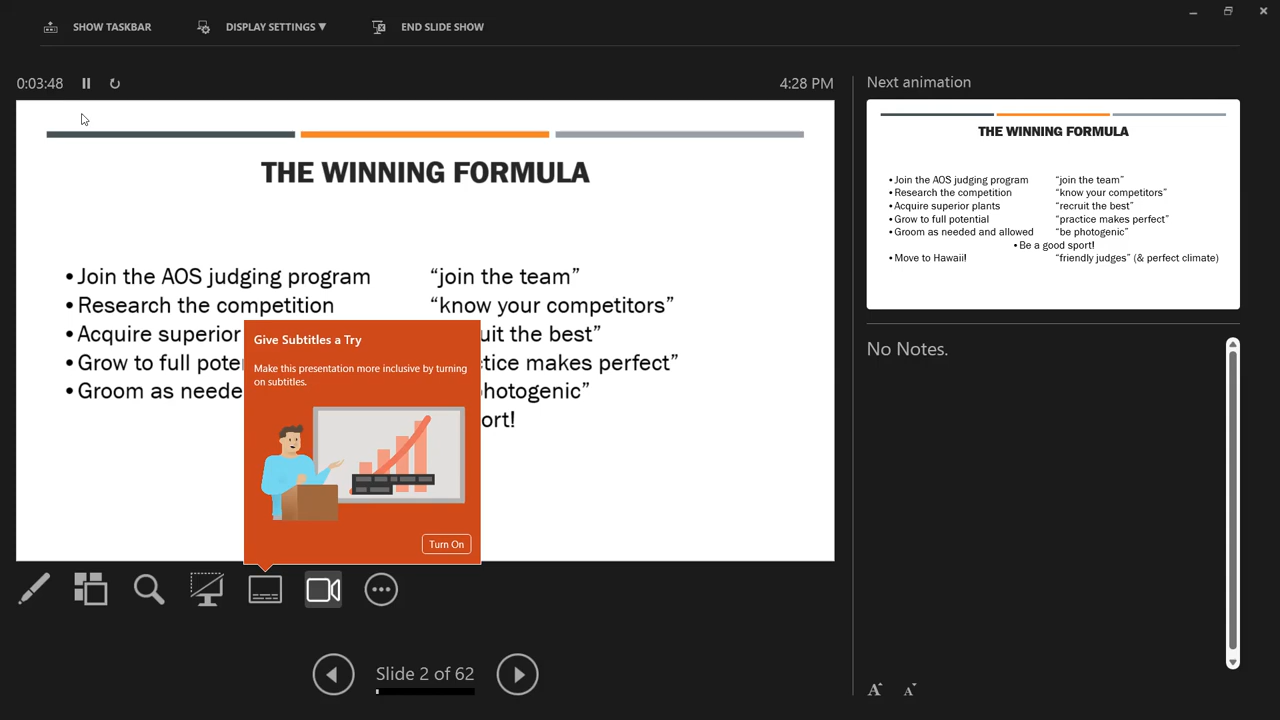 SHOW TASKBAR
DISPLAY SETTINGS ▼
END SLIDE SHOW
0:03:48
4:28 PM
THE WINNING FORMULA
• Join the AOS judging program "join the team"
• Research the competition "know your competitors"
• Acquire superior uit the best"
• Grow to full pote tice makes perfect"
• Groom as neede hotogenic"
ort!
Give Subtitles a Try
Make this presentation more inclusive by turning
on subtitles.
Turn On
Slide 2 of 62
Next animation
THE WINNING FORMULA
• Join the AOS judging program "join the team"
• Research the competition "know your competitors"
• Acquire superior plants "recruit the best"
• Grow to full potential "practice makes perfect"
• Groom as needed and allowed "be photogenic"
• Be a good sport!
• Move to Hawaii! "friendly judges" (& perfect climate)
No Notes.
A A